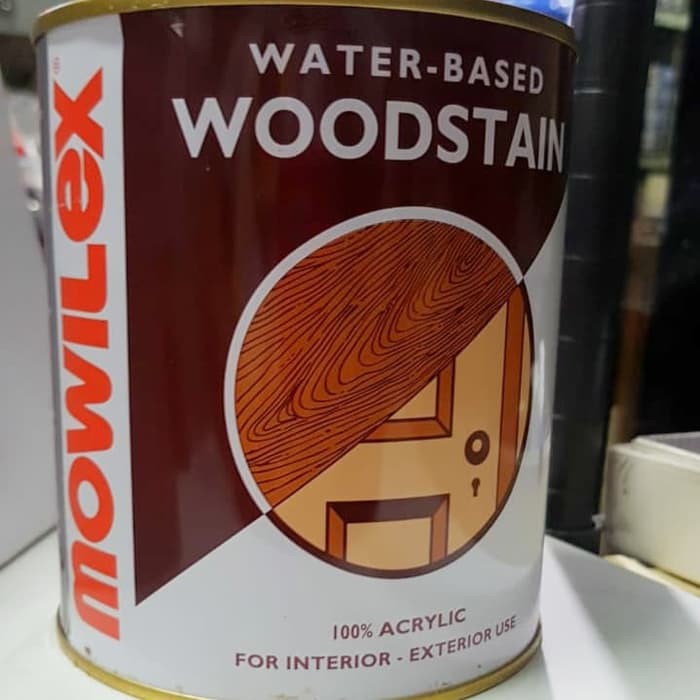 mowilex®
WATER-BASED
WOODSTAIN
100% ACRYLIC
FOR INTERIOR - EXTERIOR USE